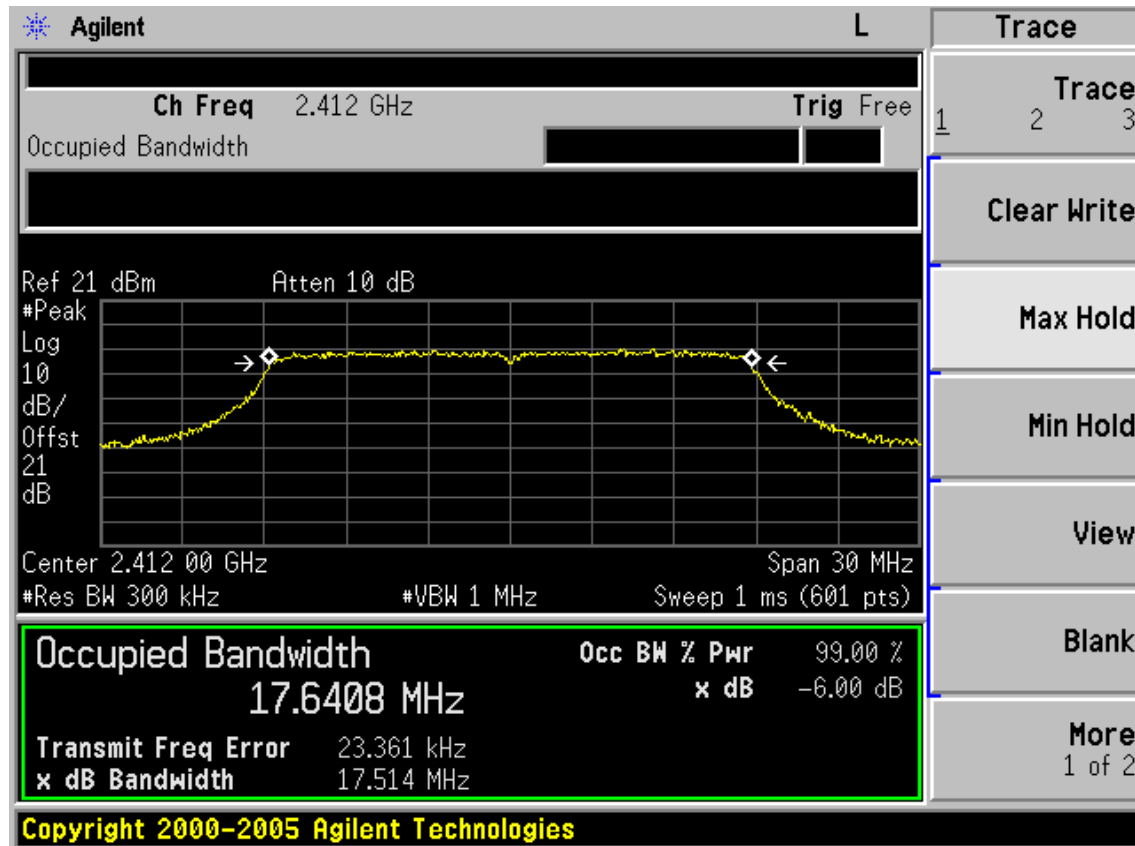 Agilent
L
Trace
Ch Freq 2.412 GHz
Trig Free
Occupied Bandwidth
Trace
1 2 3
Clear Write
Max Hold
Min Hold
View
Blank
More
1 of 2
Ref 21 dBm
Atten 10 dB
#Peak
Log
10
dB/
Offst
21
dB
Center 2.412 00 GHz
Span 30 MHz
#Res BW 300 kHz
#VBW 1 MHz
Sweep 1 ms (601 pts)
Occupied Bandwidth
17.6408 MHz
Occ BW % Pwr 99.00 %
x dB -6.00 dB
Transmit Freq Error 23.361 kHz
x dB Bandwidth 17.514 MHz
Copyright 2000-2005 Agilent Technologies